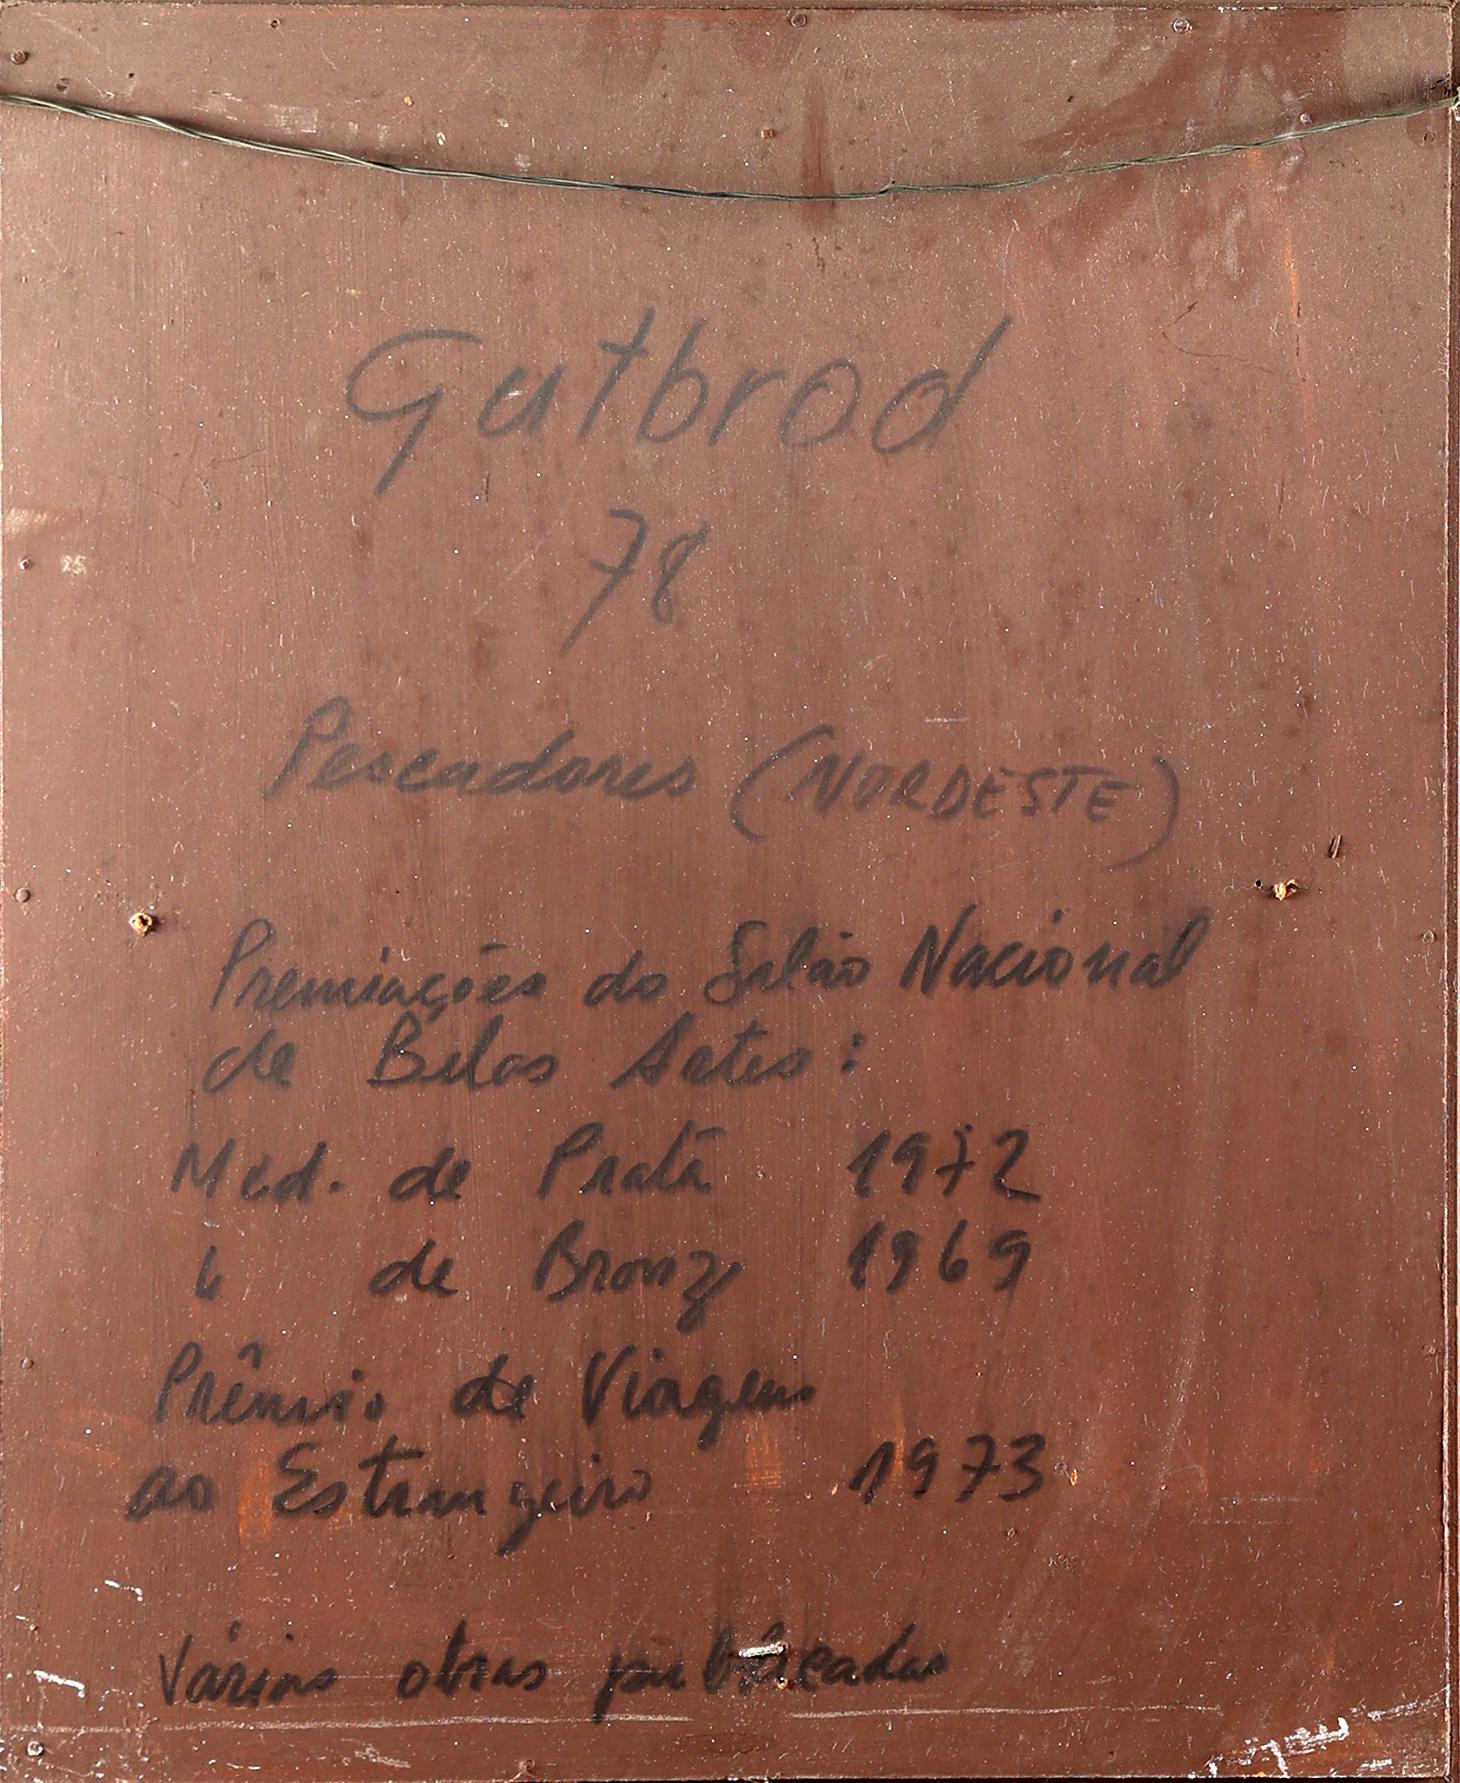 Gutbrod
78
Pescadores (NORDESTE)
Premiações do Salão Nacional
de Belas Artes:
Med. de Prata 1972
" de Bronze 1969
Prêmio de Viagem
ao Estrangeiro 1973
Várias obras publicadas